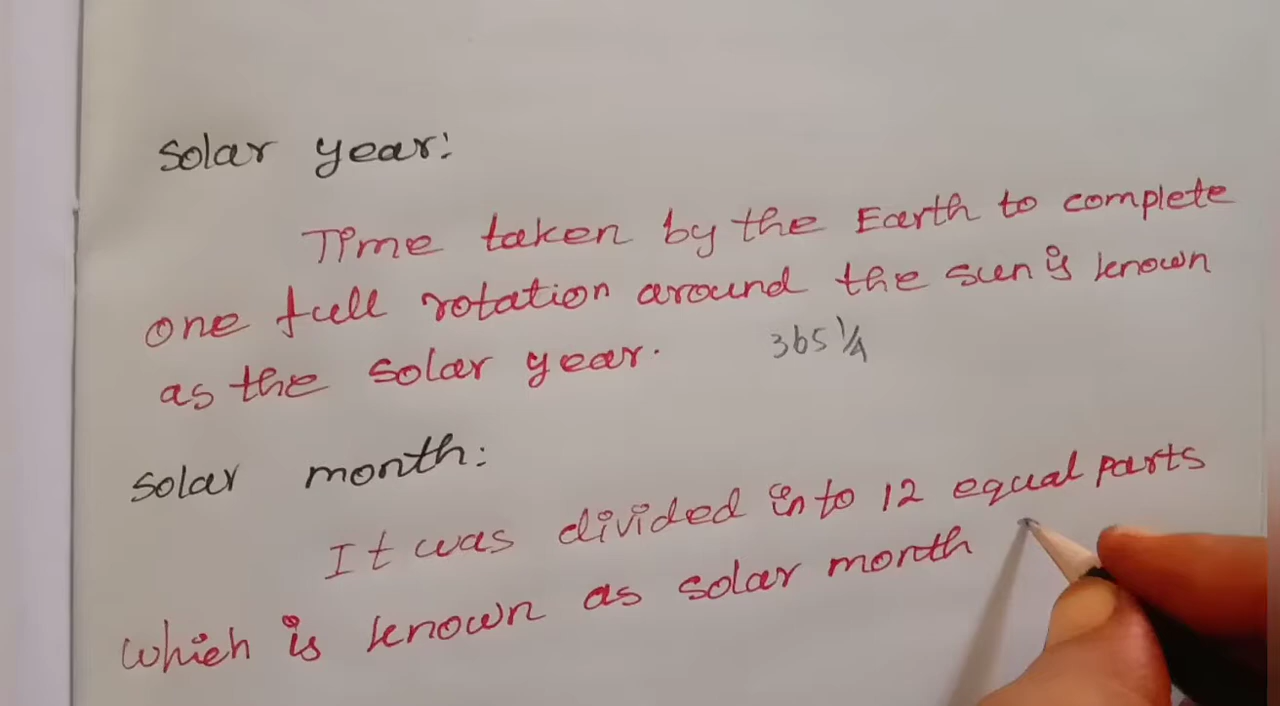 Solar year:
Time taken by the Earth to complete
one full rotation around the sun is known
as the solar year.
365 1/4
Solar month:
It was divided in to 12 equal parts
which is known as solar month